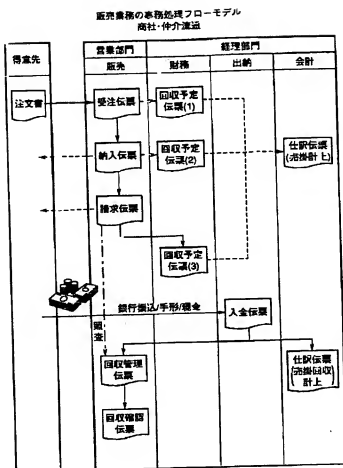 販売業務の事務処理フローモデル
商社・仲介流通
得意先
営業部門
経理部門
販売
財務
出納
会計
注文書
受注伝票
回収予定
伝票(1)
納入伝票
回収予定
伝票(2)
仕訳伝票
(売掛計上)
請求伝票
回収予定
伝票(3)
銀行振込/手形/現金
入金伝票
照
査
回収管理
伝票
仕訳伝票
(売掛回収
計上)
回収確認
伝票